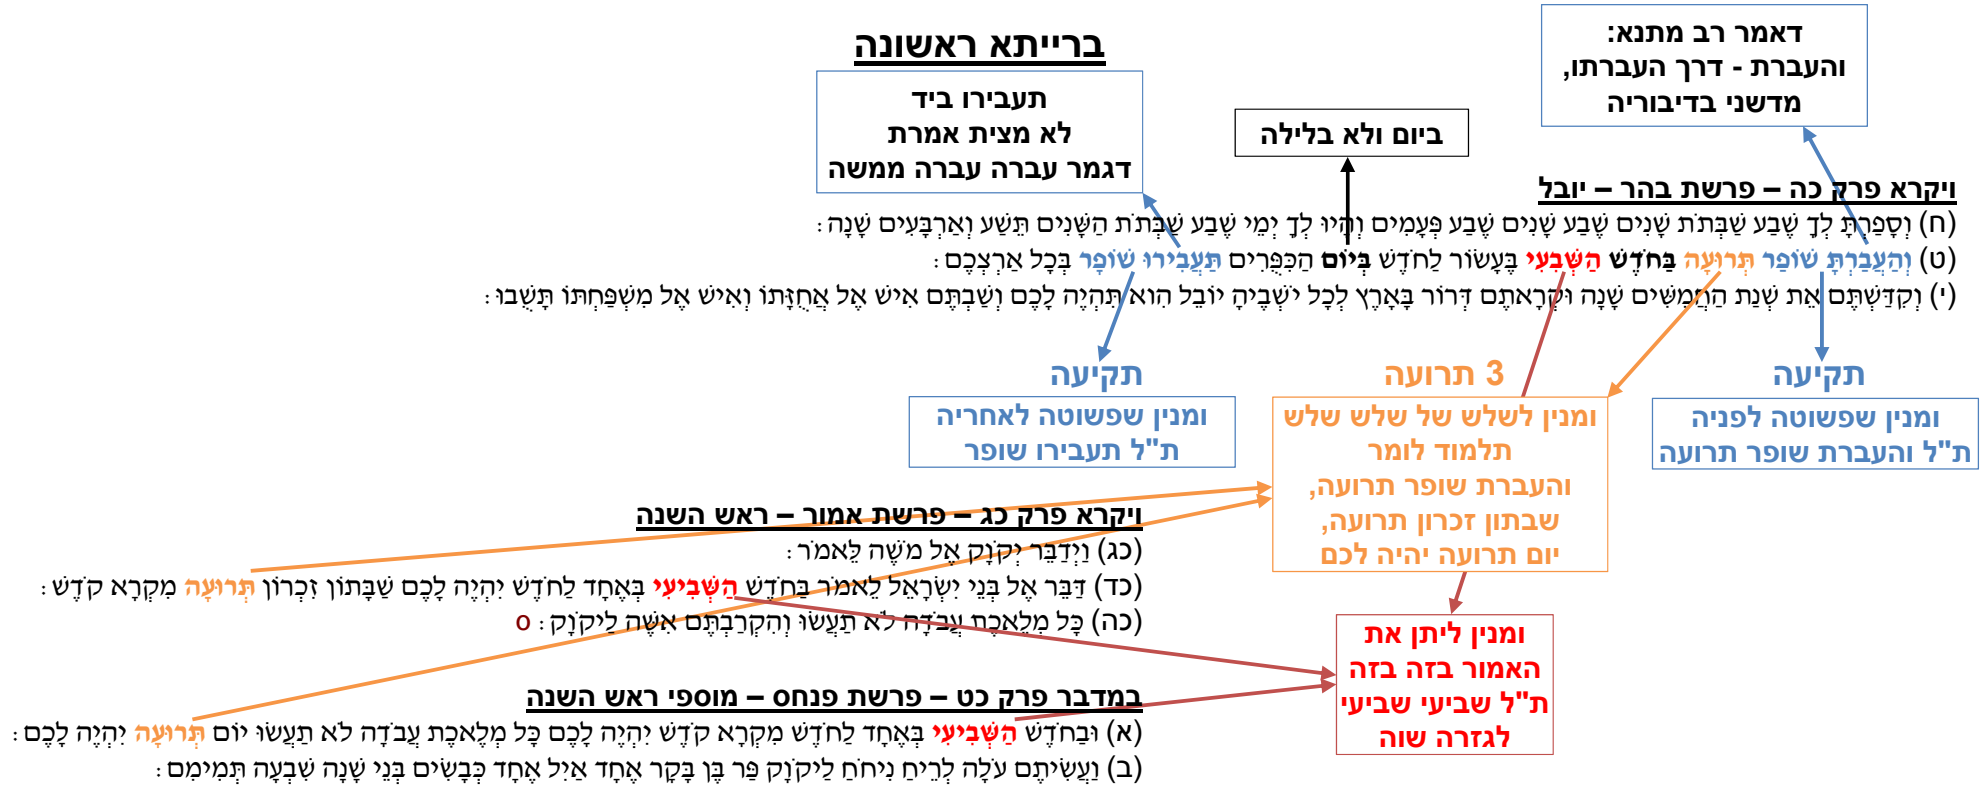 ברייתא ראשונה
דאמר רב מתנא:
והעברת - דרך העברתו,
מדשני בדיבוריה
ביום ולא בלילה
תעבירו ביד
לא מצית אמרת
דגמר עברה עברה ממשה
ויקרא פרק כה – פרשת בהר – יובל
(ח) וְסָפַרְתָּ לְךָ שֶׁבַע שַׁבְּתֹת שָׁנִים שֶׁבַע שָׁנִים שֶׁבַע פְּעָמִים וְהָיוּ לְךָ יְמֵי שֶׁבַע שַׁבְּתֹת הַשָּׁנִים תֵּשַׁע וְאַרְבָּעִים שָׁנָה:
(ט) וְהַעֲבַרְתָּ שׁוֹפַר תְּרוּעָה בַּחֹדֶשׁ הַשְּׁבִעִי בֶּעָשׂוֹר לַחֹדֶשׁ בְּיוֹם הַכִּפֻּרִים תַּעֲבִירוּ שׁוֹפָר בְּכָל אַרְצְכֶם:
(י) וְקִדַּשְׁתֶּם אֵת שְׁנַת הַחֲמִשִּׁים שָׁנָה וּקְרָאתֶם דְּרוֹר בָּאָרֶץ לְכָל יֹשְׁבֶיהָ יוֹבֵל הִוא תִּהְיֶה לָכֶם וְשַׁבְתֶּם אִישׁ אֶל אֲחֻזָּתוֹ וְאִישׁ אֶל מִשְׁפַּחְתּוֹ תָּשֻׁבוּ:
תקיעה
ומנין שפשוטה לפניה
ת"ל והעברת שופר תרועה
3 תרועה
ומנין לשלש של שלש שלש
תלמוד לומר
והעברת שופר תרועה,
שבתון זכרון תרועה,
יום תרועה יהיה לכם
תקיעה
ומנין שפשוטה לאחריה
ת"ל תעבירו שופר
ויקרא פרק כג – פרשת אמור – ראש השנה
(כג) וַיְדַבֵּר יְקֹוָק אֶל מֹשֶׁה לֵּאמֹר:
(כד) דַּבֵּר אֶל בְּנֵי יִשְׂרָאֵל לֵאמֹר בַּחֹדֶשׁ הַשְּׁבִיעִי בְּאֶחָד לַחֹדֶשׁ יִהְיֶה לָכֶם שַׁבָּתוֹן זִכְרוֹן תְּרוּעָה מִקְרָא קֹדֶשׁ:
(כה) כָּל מְלֶאכֶת עֲבֹדָה לֹא תַעֲשׂוּ וְהִקְרַבְתֶּם אִשֶּׁה לַיקֹוָק: ס
ומנין ליתן את
האמור בזה בזה
ת"ל שביעי שביעי
לגזרה שוה
במדבר פרק כט – פרשת פנחס – מוספי ראש השנה
(א) וּבַחֹדֶשׁ הַשְּׁבִיעִי בְּאֶחָד לַחֹדֶשׁ מִקְרָא קֹדֶשׁ יִהְיֶה לָכֶם כָּל מְלֶאכֶת עֲבֹדָה לֹא תַעֲשׂוּ יוֹם תְּרוּעָה יִהְיֶה לָכֶם:
(ב) וַעֲשִׂיתֶם עֹלָה לְרֵיחַ נִיחֹחַ לַיקֹוָק פַּר בֶּן בָּקָר אֶחָד אַיִל אֶחָד כְּבָשִׂים בְּנֵי שָׁנָה שִׁבְעָה תְּמִימִם: